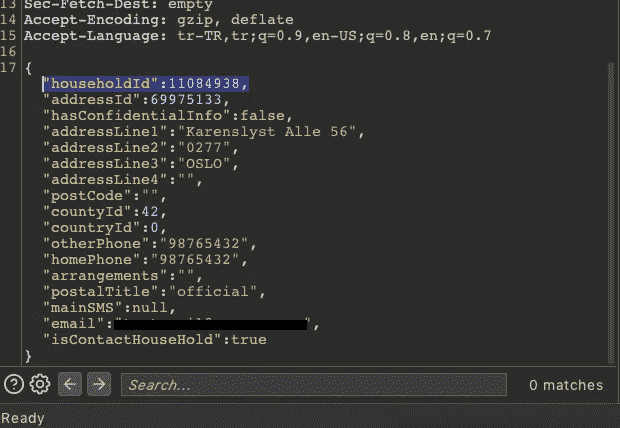 13 Sec-Fetch-Dest: empty
14 Accept-Encoding: gzip, deflate
15 Accept-Language: tr-TR,tr;q=0.9,en-US;q=0.8,en;q=0.7
16
17 {
"householdId":11084938,
"addressId":69975133,
"hasConfidentialInfo":false,
"addressLine1":"Karenslyst Alle 56",
"addressLine2":"0277",
"addressLine3":"OSLO",
"addressLine4":"",
"postCode":"",
"countyId":42,
"countryId":0,
"otherPhone":"98765432",
"homePhone":"98765432",
"arrangements":"",
"postalTitle":"official",
"mainSMS":null,
"email":" ",
"isContactHouseHold":true
}
Search...
0 matches
Ready